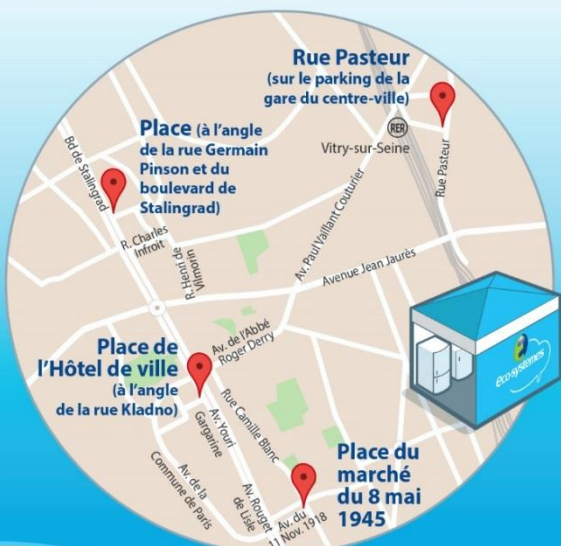 Rue Pasteur
(sur le parking de la
gare du centre-ville)
RER
Vitry-sur-Seine
Rue Pasteur
Place (à l'angle
de la rue Germain
Pinson et du
boulevard de
Stalingrad)
Bd de Stalingrad
R. Charles
Infroit
R. Henri de
Vilmorin
Av. Paul Vaillant Couturier
Avenue Jean Jaurès
éco-systèmes
Place de
l'Hôtel de ville
(à l'angle
de la rue Kladno)
Av. de l'Abbé
Roger Derry
Rue Camille Blanc
Av. Youri
Gargarine
Av. de la
Commune de Paris
Av. Rouget
de Lisle
Av. du
11 Nov. 1918
Place du
marché
du 8 mai
1945